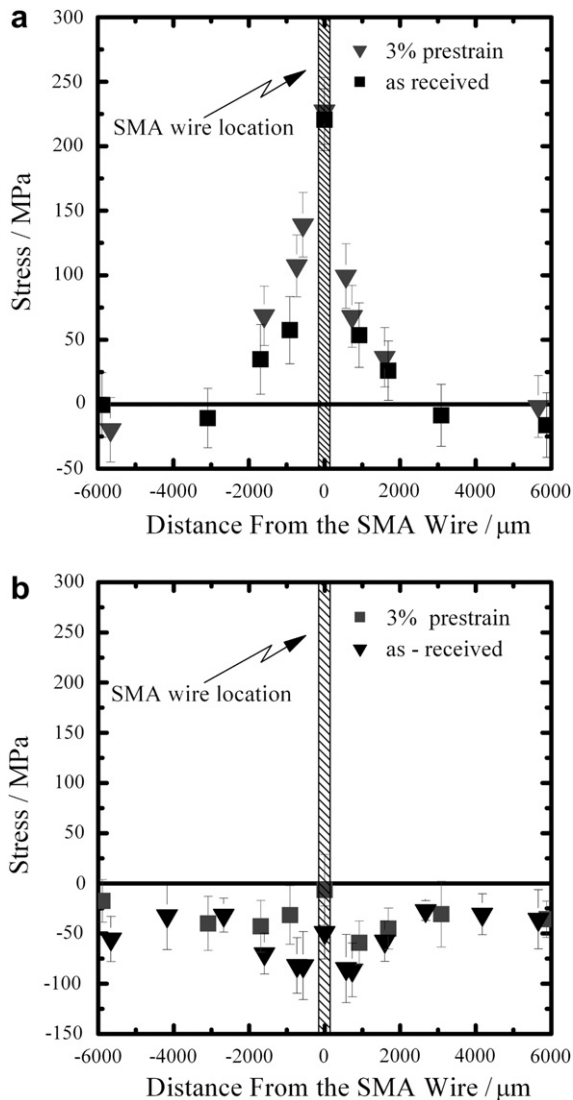 a
300
250
200
150
100
50
0
-50
Stress / MPa
3% prestrain
as received
SMA wire location
-6000 -4000 -2000 0 2000 4000 6000
Distance From the SMA Wire /μm
b
300
250
200
150
100
50
0
-50
-100
-150
Stress / MPa
3% prestrain
as - received
SMA wire location
-6000 -4000 -2000 0 2000 4000 6000
Distance From the SMA Wire /μm